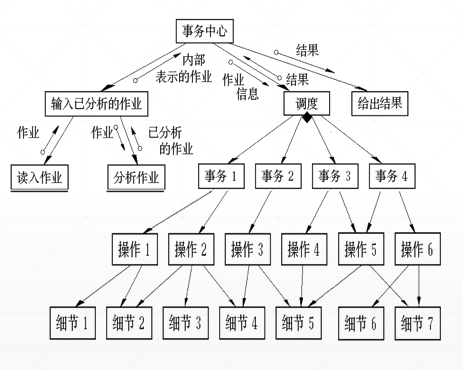 事务中心
内部
表示的作业
作业
信息
结果
结果
输入已分析的作业
调度
给出结果
作业
作业
已分析
的作业
读入作业
分析作业
事务 1
事务 2
事务 3
事务 4
操作 1
操作 2
操作 3
操作 4
操作 5
操作 6
细节 1
细节 2
细节 3
细节 4
细节 5
细节 6
细节 7